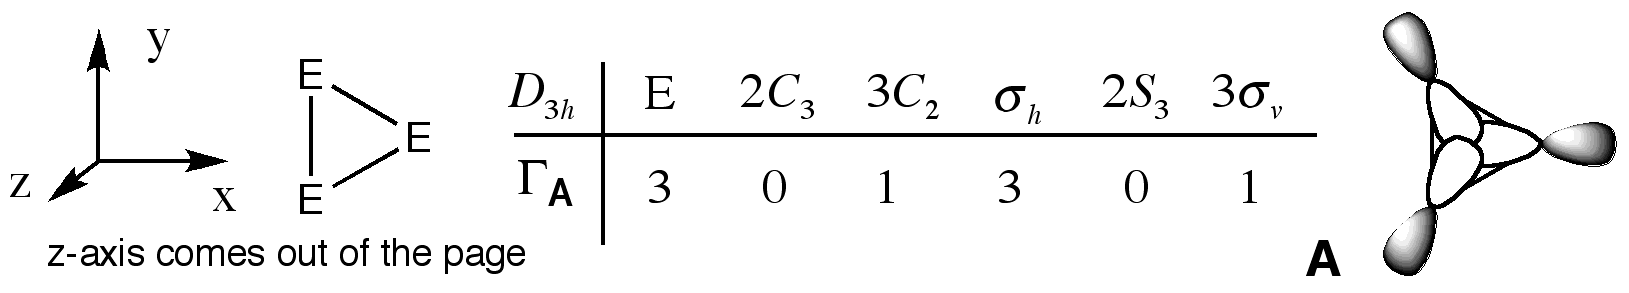 y
z
x
E
E
E
z-axis comes out of the page
D3h E 2C3 3C2 σh 2S3 3σv
ΓA 3 0 1 3 0 1
A